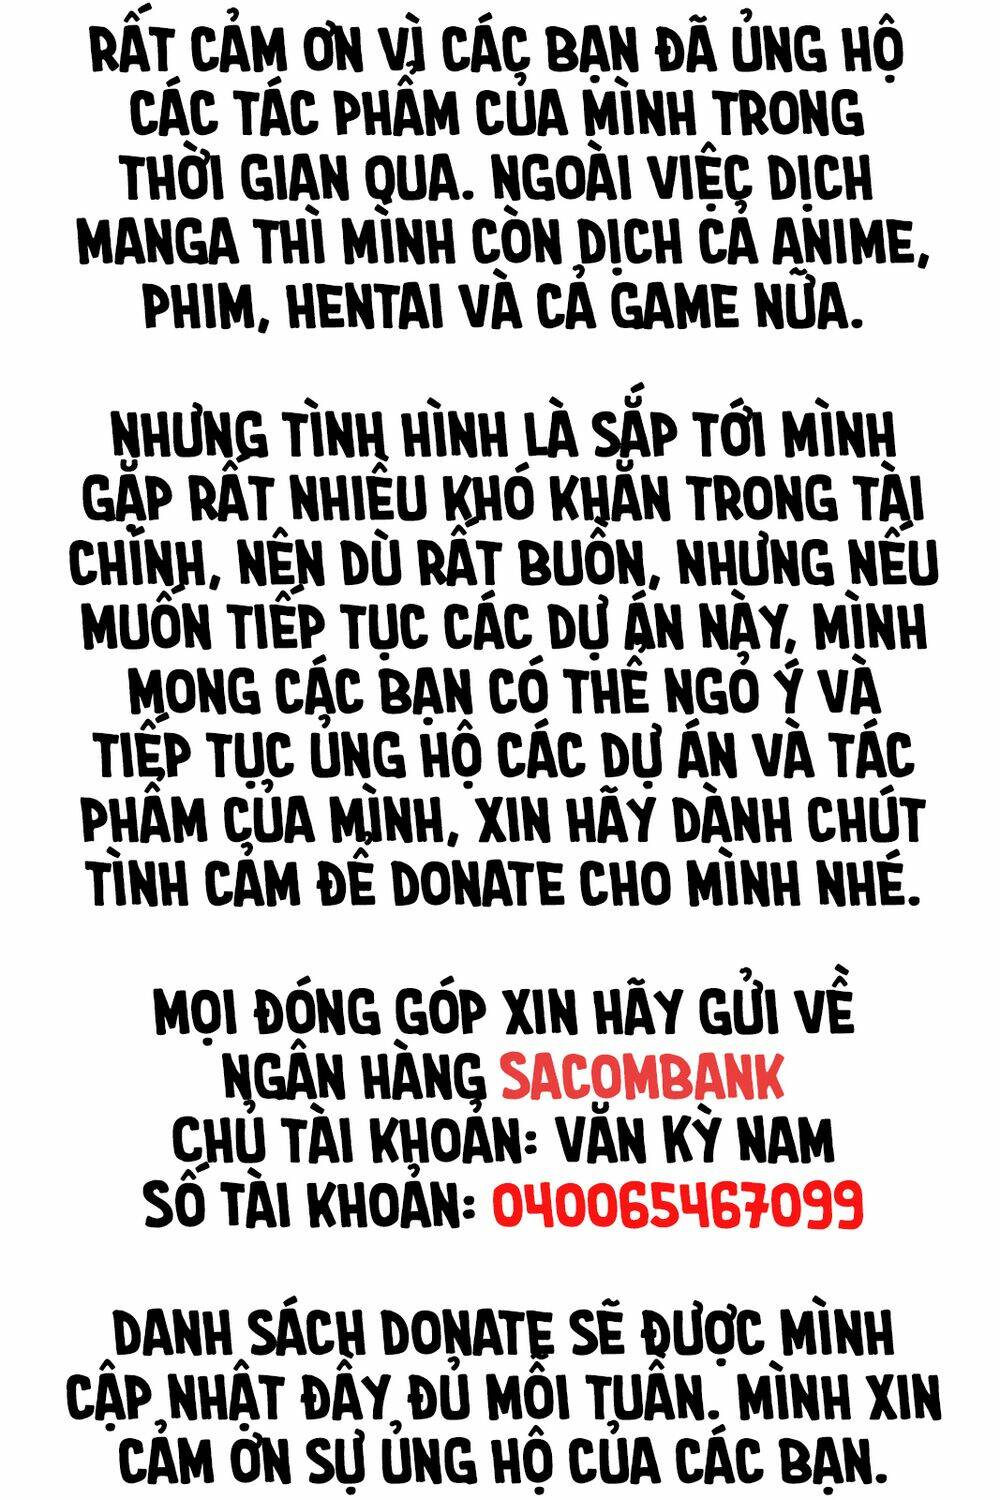 RẤT CẢM ƠN VÌ CÁC BẠN ĐÃ ỦNG HỘ
CÁC TÁC PHẨM CỦA MÌNH TRONG
THỜI GIAN QUA. NGOÀI VIỆC DỊCH
MANGA THÌ MÌNH CÒN DỊCH CẢ ANIME,
PHIM, HENTAI VÀ CẢ GAME NỮA.
NHƯNG TÌNH HÌNH LÀ SẮP TỚI MÌNH
GẶP RẤT NHIỀU KHÓ KHĂN TRONG TÀI
CHÍNH, NÊN DÙ RẤT BUỒN, NHƯNG NẾU
MUỐN TIẾP TỤC CÁC DỰ ÁN NÀY, MÌNH
MONG CÁC BẠN CÓ THỂ NGỎ Ý VÀ
TIẾP TỤC ỦNG HỘ CÁC DỰ ÁN VÀ TÁC
PHẨM CỦA MÌNH, XIN HÃY DÀNH CHÚT
TÌNH CẢM ĐỂ DONATE CHO MÌNH NHÉ.
MỌI ĐÓNG GÓP XIN HÃY GỬI VỀ
NGÂN HÀNG SACOMBANK
CHỦ TÀI KHOẢN: VĂN KỲ NAM
SỐ TÀI KHOẢN: 040065467099
DANH SÁCH DONATE SẼ ĐƯỢC MÌNH
CẬP NHẬT ĐẦY ĐỦ MỖI TUẦN. MÌNH XIN
CẢM ƠN SỰ ỦNG HỘ CỦA CÁC BẠN.